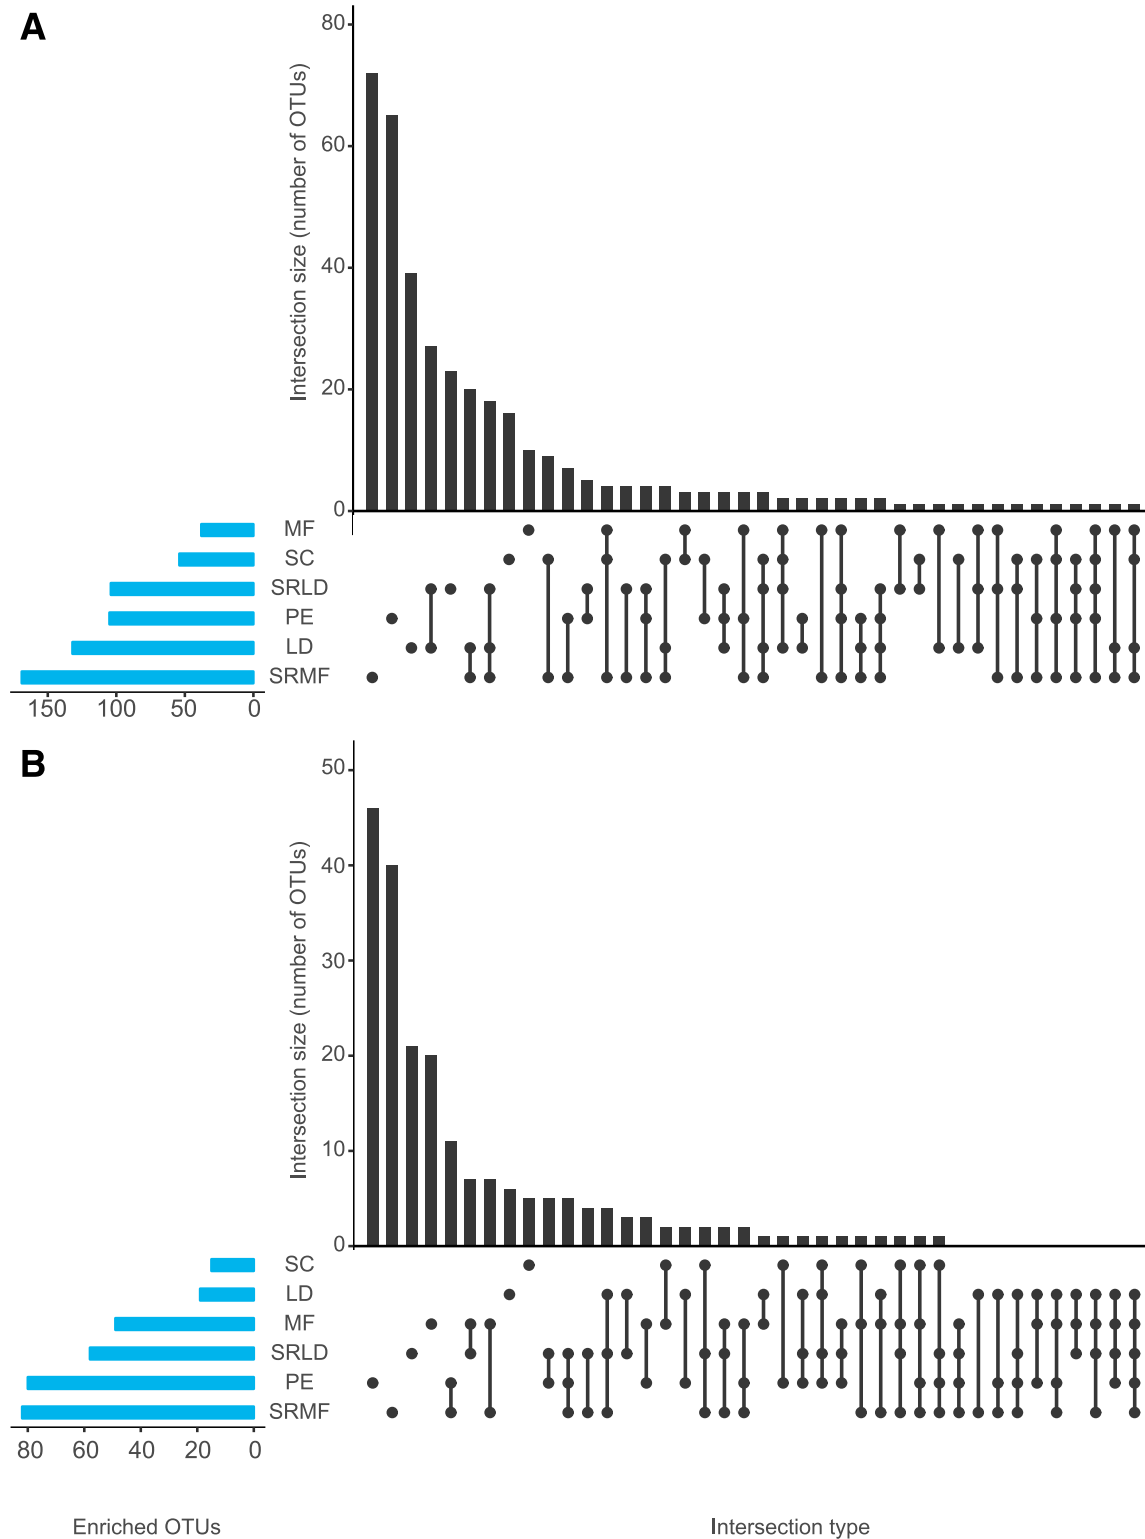 A
Intersection size (number of OTUs)
80
60
40
20
0
MF
SC
SRLD
PE
LD
SRMF
150 100 50 0
B
Intersection size (number of OTUs)
50
40
30
20
10
0
SC
LD
MF
SRLD
PE
SRMF
80 60 40 20 0
Enriched OTUs
Intersection type